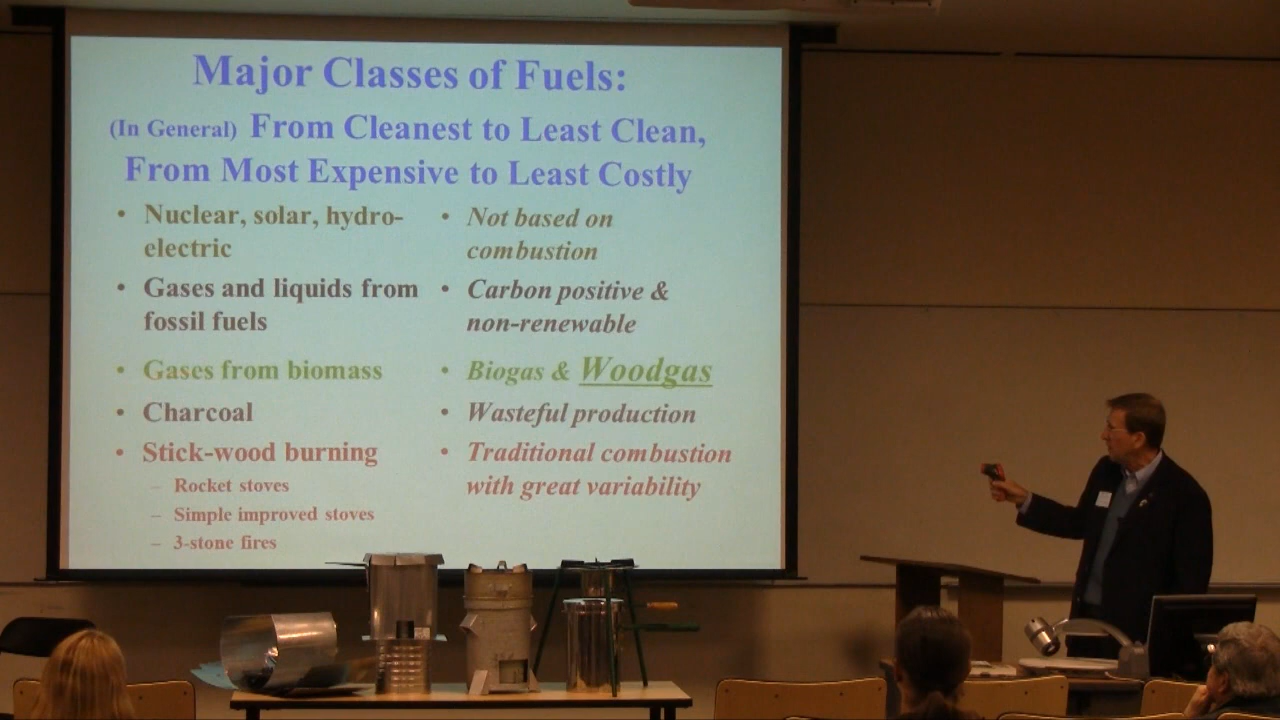 Major Classes of Fuels:
(In General) From Cleanest to Least Clean,
From Most Expensive to Least Costly
• Nuclear, solar, hydro-
electric
• Not based on
combustion
• Gases and liquids from
fossil fuels
• Carbon positive &
non-renewable
• Gases from biomass
• Biogas & Woodgas
• Charcoal
• Wasteful production
• Stick-wood burning
– Rocket stoves
– Simple improved stoves
– 3-stone fires
• Traditional combustion
with great variability